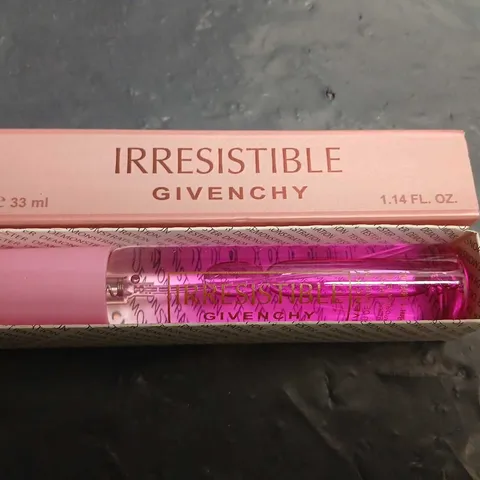 IRRESISTIBLE
GIVENCHY
33 ml
1.14 FL. OZ.
IRRESISTIBLE
GIVENCHY